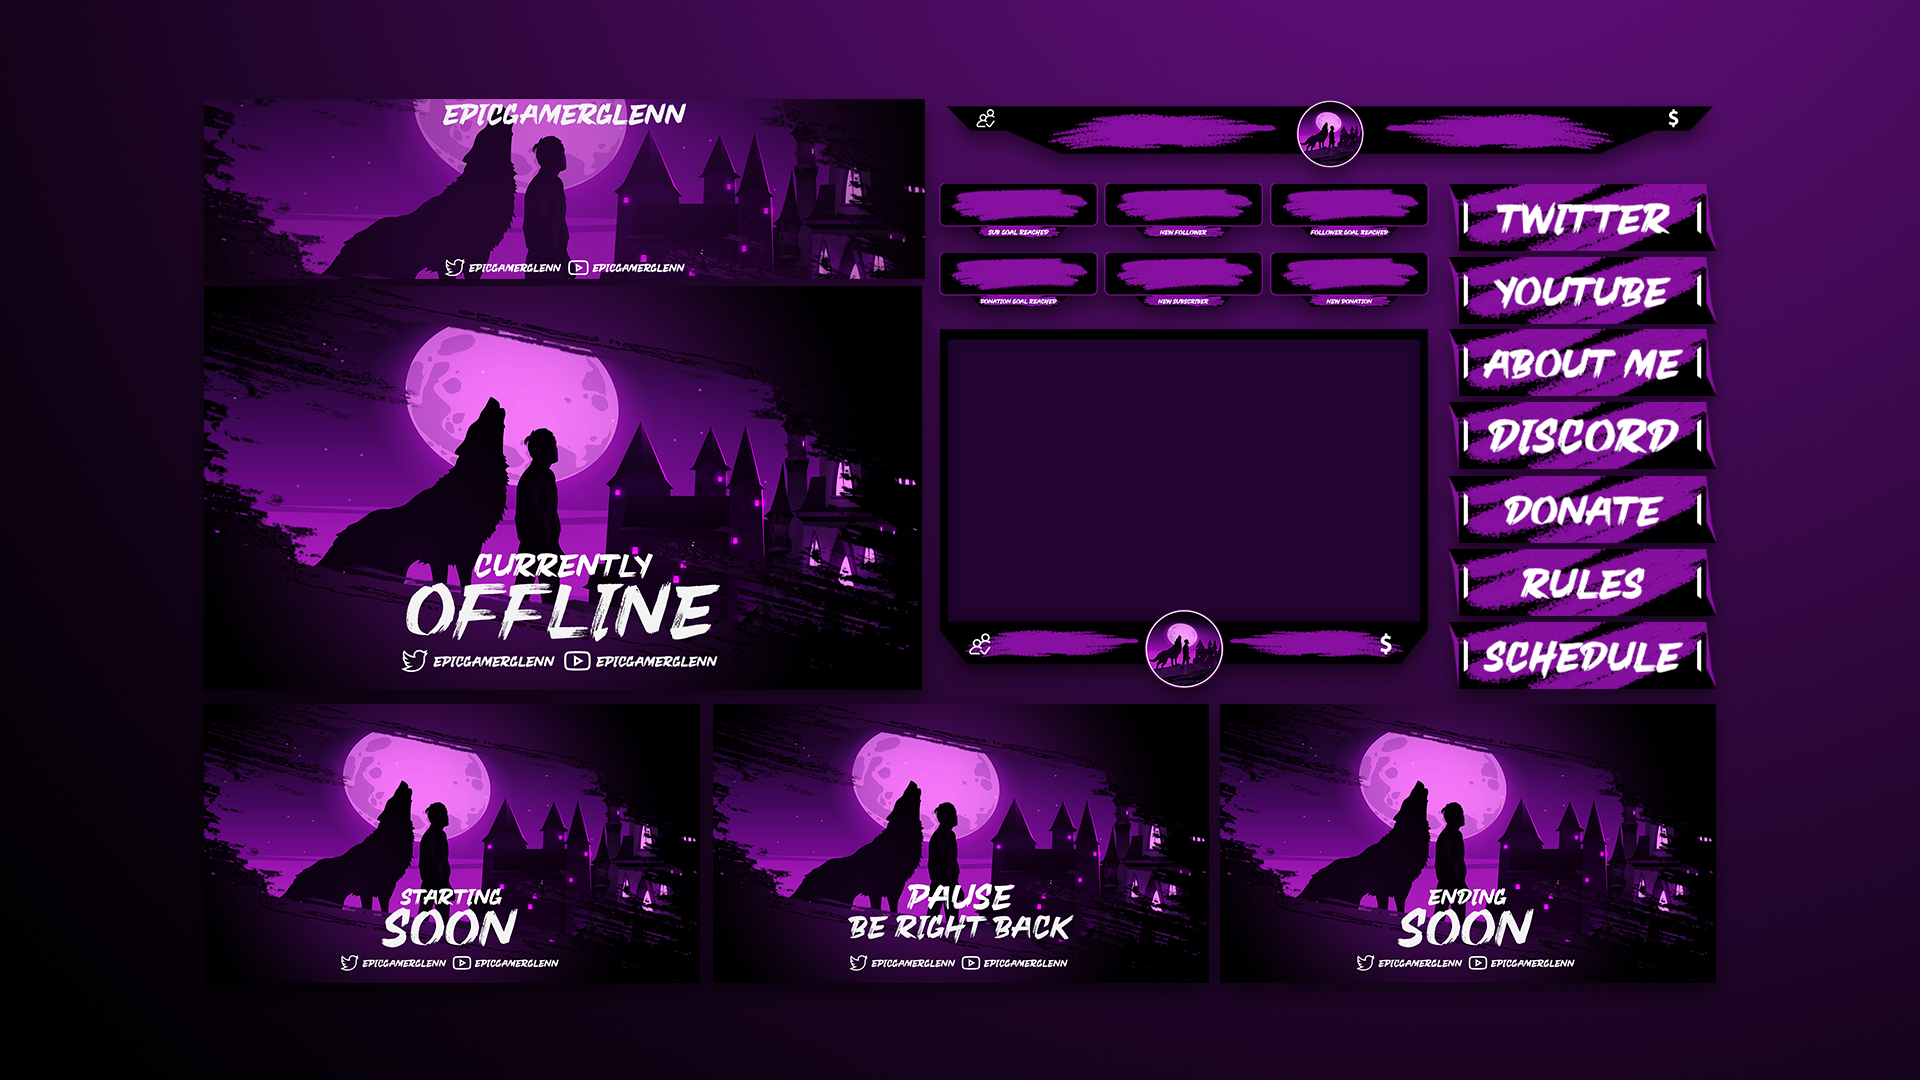 EPICGAMERGLENN
EPICGAMERGLENN EPICGAMERGLENN
CURRENTLY
OFFLINE
EPICGAMERGLENN EPICGAMERGLENN
$
SUB GOAL REACHED
NEW FOLLOWER
FOLLOWER GOAL REACHED
DONATION GOAL REACHED
NEW SUBSCRIBER
NEW DONATION
$
TWITTER
YOUTUBE
ABOUT ME
DISCORD
DONATE
RULES
SCHEDULE
STARTING
SOON
EPICGAMERGLENN EPICGAMERGLENN
PAUSE
BE RIGHT BACK
EPICGAMERGLENN EPICGAMERGLENN
ENDING
SOON
EPICGAMERGLENN EPICGAMERGLENN